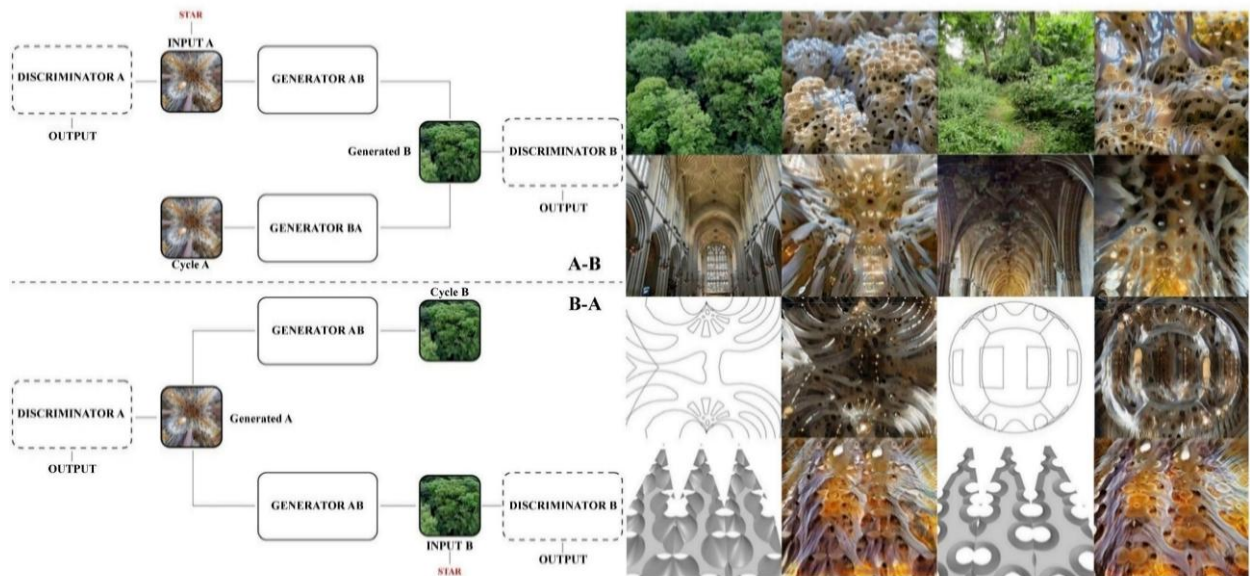 STAR
INPUT A
DISCRIMINATOR A
GENERATOR AB
OUTPUT
Generated B
DISCRIMINATOR B
OUTPUT
GENERATOR BA
Cycle A
A-B
B-A
Cycle B
GENERATOR AB
DISCRIMINATOR A
Generated A
OUTPUT
GENERATOR AB
DISCRIMINATOR B
INPUT B
OUTPUT
STAR